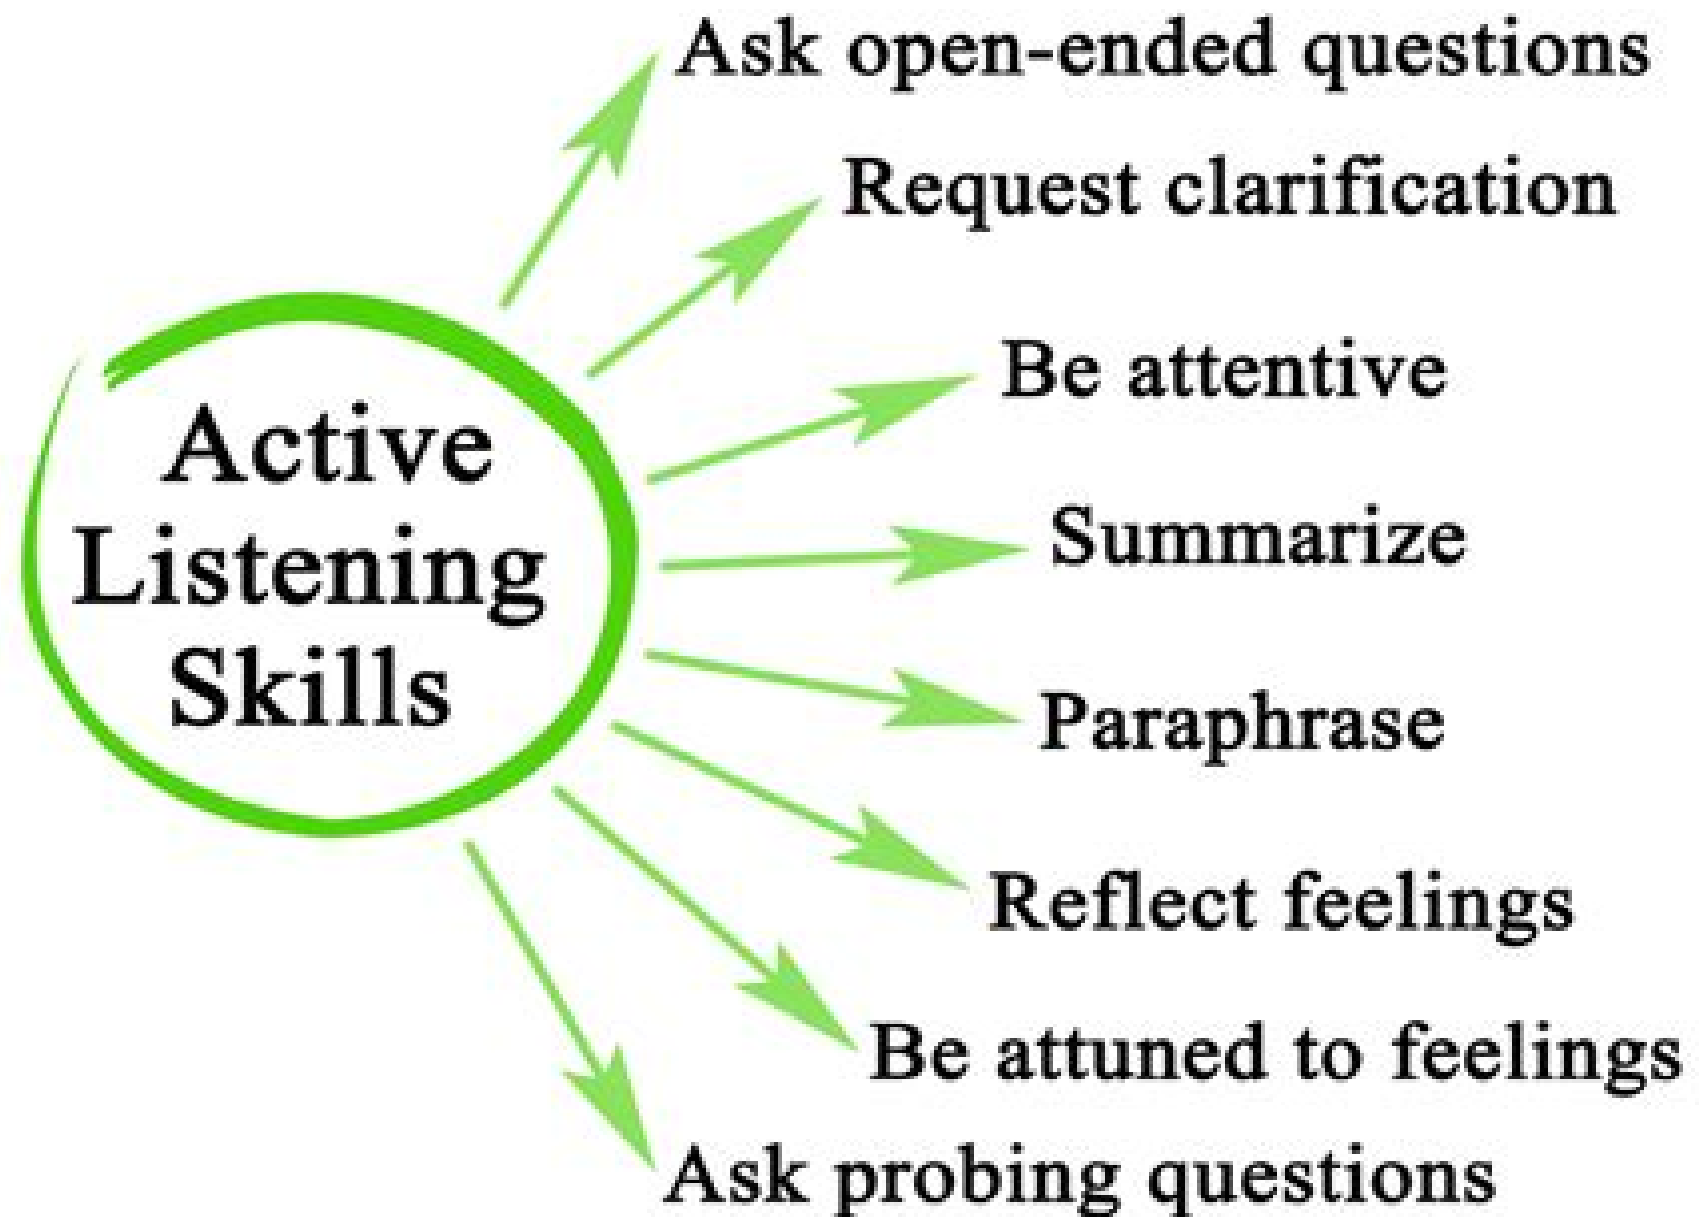 Ask open-ended questions
Request clarification
Be attentive
Active
Listening
Skills
Summarize
Paraphrase
Reflect feelings
Be attuned to feelings
Ask probing questions